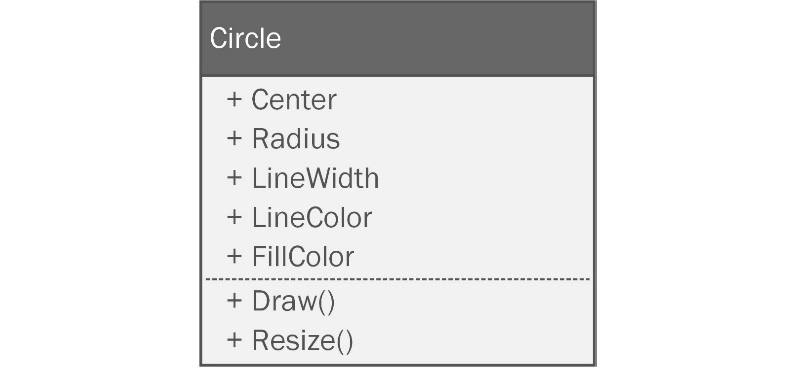 Circle
+ Center
+ Radius
+ LineWidth
+ LineColor
+ FillColor
+ Draw()
+ Resize()